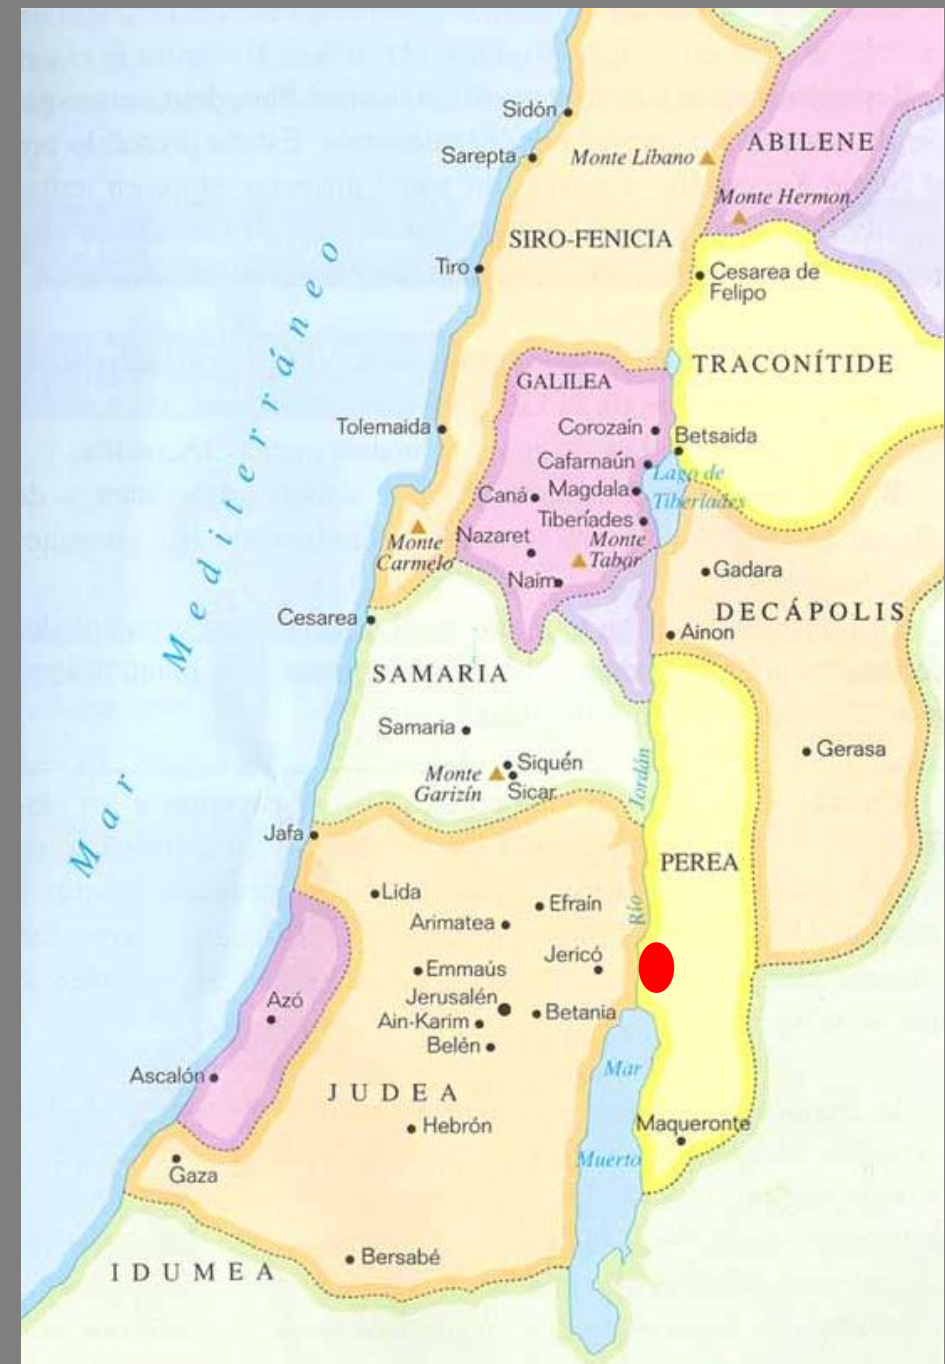 Sidón
Sarepta
Monte Líbano
ABILENE
Monte Hermon
SIRO-FENICIA
Tiro
Cesarea de
Felipo
TRACONÍTIDE
GALILEA
Tolemaida
Corozaín
Betsaida
Cafarnaún
Lago de
Tiberíades
Caná
Magdala
Tiberíades
Nazaret
Monte
Tabor
Monte
Carmelo
Naim
Gadara
DECÁPOLIS
Cesarea
Ainon
Mar Mediterráneo
SAMARIA
Samaria
Siquén
Monte
Garizín
Sicar
Gerasa
Río Jordán
Jafa
PEREA
Lida
Efraín
Arimatea
Jericó
Emmaús
Jerusalén
Azó
Betania
Ain-Karim
Belén
Ascalón
Mar
Muerto
JUDEA
Hebrón
Maqueronte
Gaza
Bersabé
IDUMEA